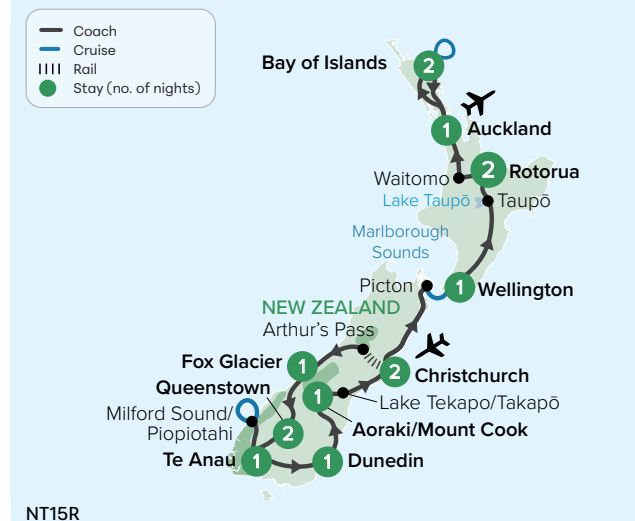 Coach
Cruise
Rail
Stay (no. of nights)
Bay of Islands
2
1
Auckland
Waitomo
2
Rotorua
Lake Taupō
Taupō
Marlborough
Sounds
Picton
1
Wellington
NEW ZEALAND
Arthur's Pass
Fox Glacier
1
2
Christchurch
Queenstown
1
Lake Tekapo/Takapō
Milford Sound/
Piopiotahi
2
Aoraki/Mount Cook
Te Anau
1
1
Dunedin
NT15R